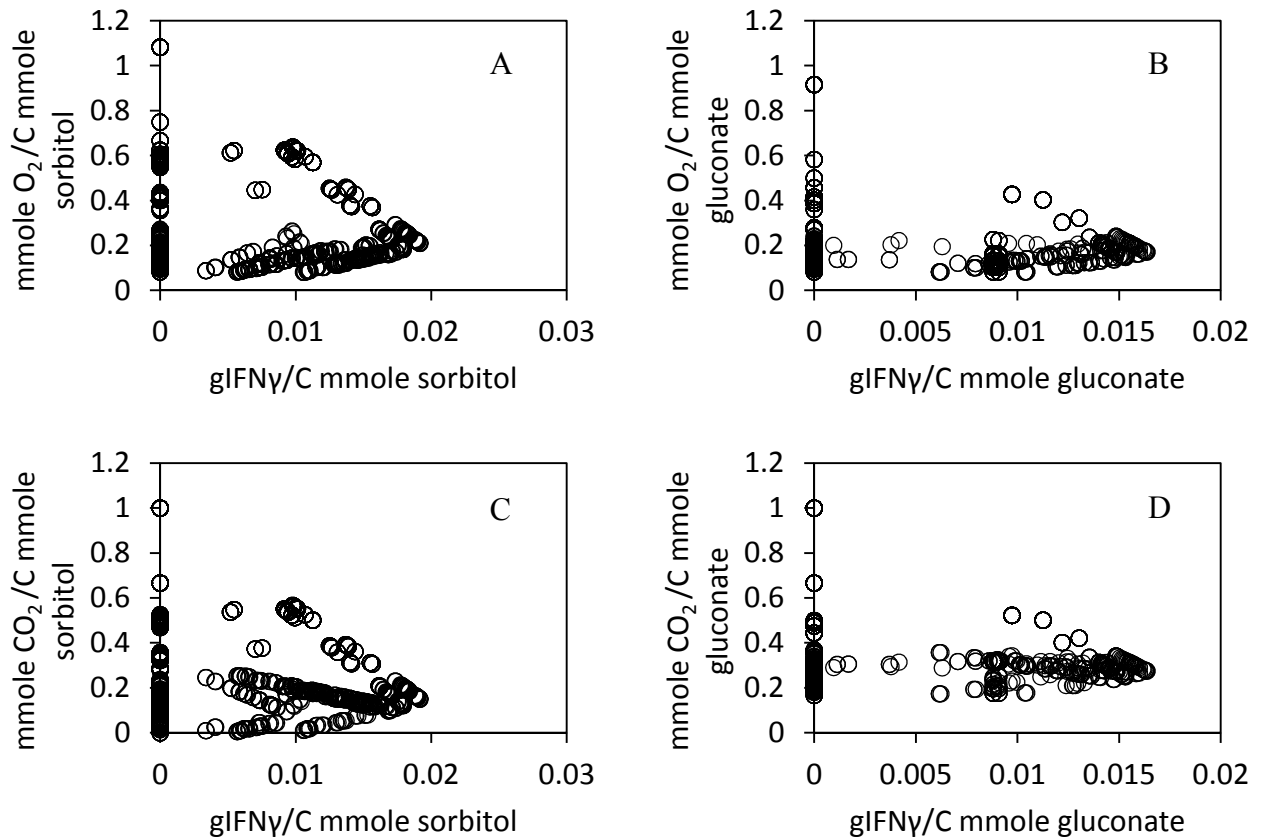 mmole O2/C mmole
sorbitol
1.2
1
0.8
0.6
0.4
0.2
0
A
0 0.01 0.02 0.03
gIFNγ/C mmole sorbitol
mmole O2/C mmole
gluconate
1.2
1
0.8
0.6
0.4
0.2
0
B
0 0.005 0.01 0.015 0.02
gIFNγ/C mmole gluconate
mmole CO2/C mmole
sorbitol
1.2
1
0.8
0.6
0.4
0.2
0
C
0 0.01 0.02 0.03
gIFNγ/C mmole sorbitol
mmole CO2/C mmole
gluconate
1.2
1
0.8
0.6
0.4
0.2
0
D
0 0.005 0.01 0.015 0.02
gIFNγ/C mmole gluconate